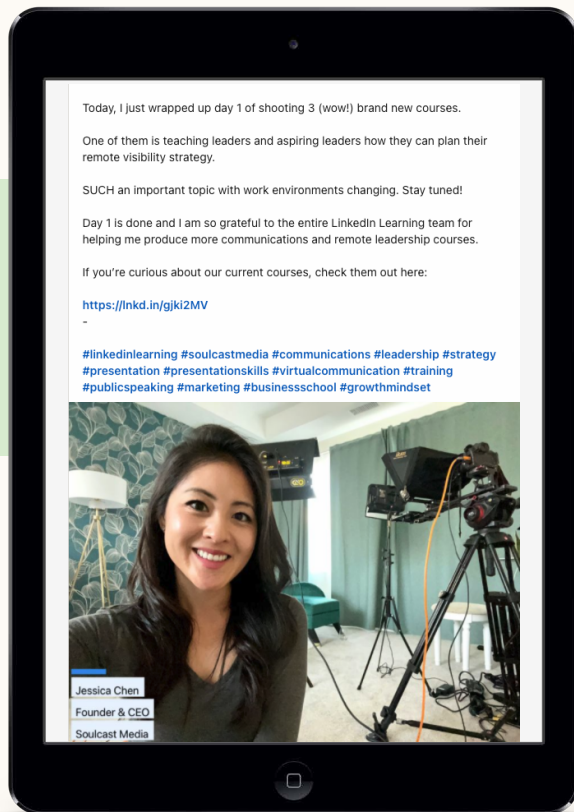 Today, I just wrapped up day 1 of shooting 3 (wow!) brand new courses.
One of them is teaching leaders and aspiring leaders how they can plan their
remote visibility strategy.
SUCH an important topic with work environments changing. Stay tuned!
Day 1 is done and I am so grateful to the entire LinkedIn Learning team for
helping me produce more communications and remote leadership courses.
If you're curious about our current courses, check them out here:
https://lnkd.in/gjki2MV
-
#linkedinlearning #soulcastmedia #communications #leadership #strategy
#presentation #presentationskills #virtualcommunication #training
#publicspeaking #marketing #businessschool #growthmindset
Jessica Chen
Founder & CEO
Soulcast Media